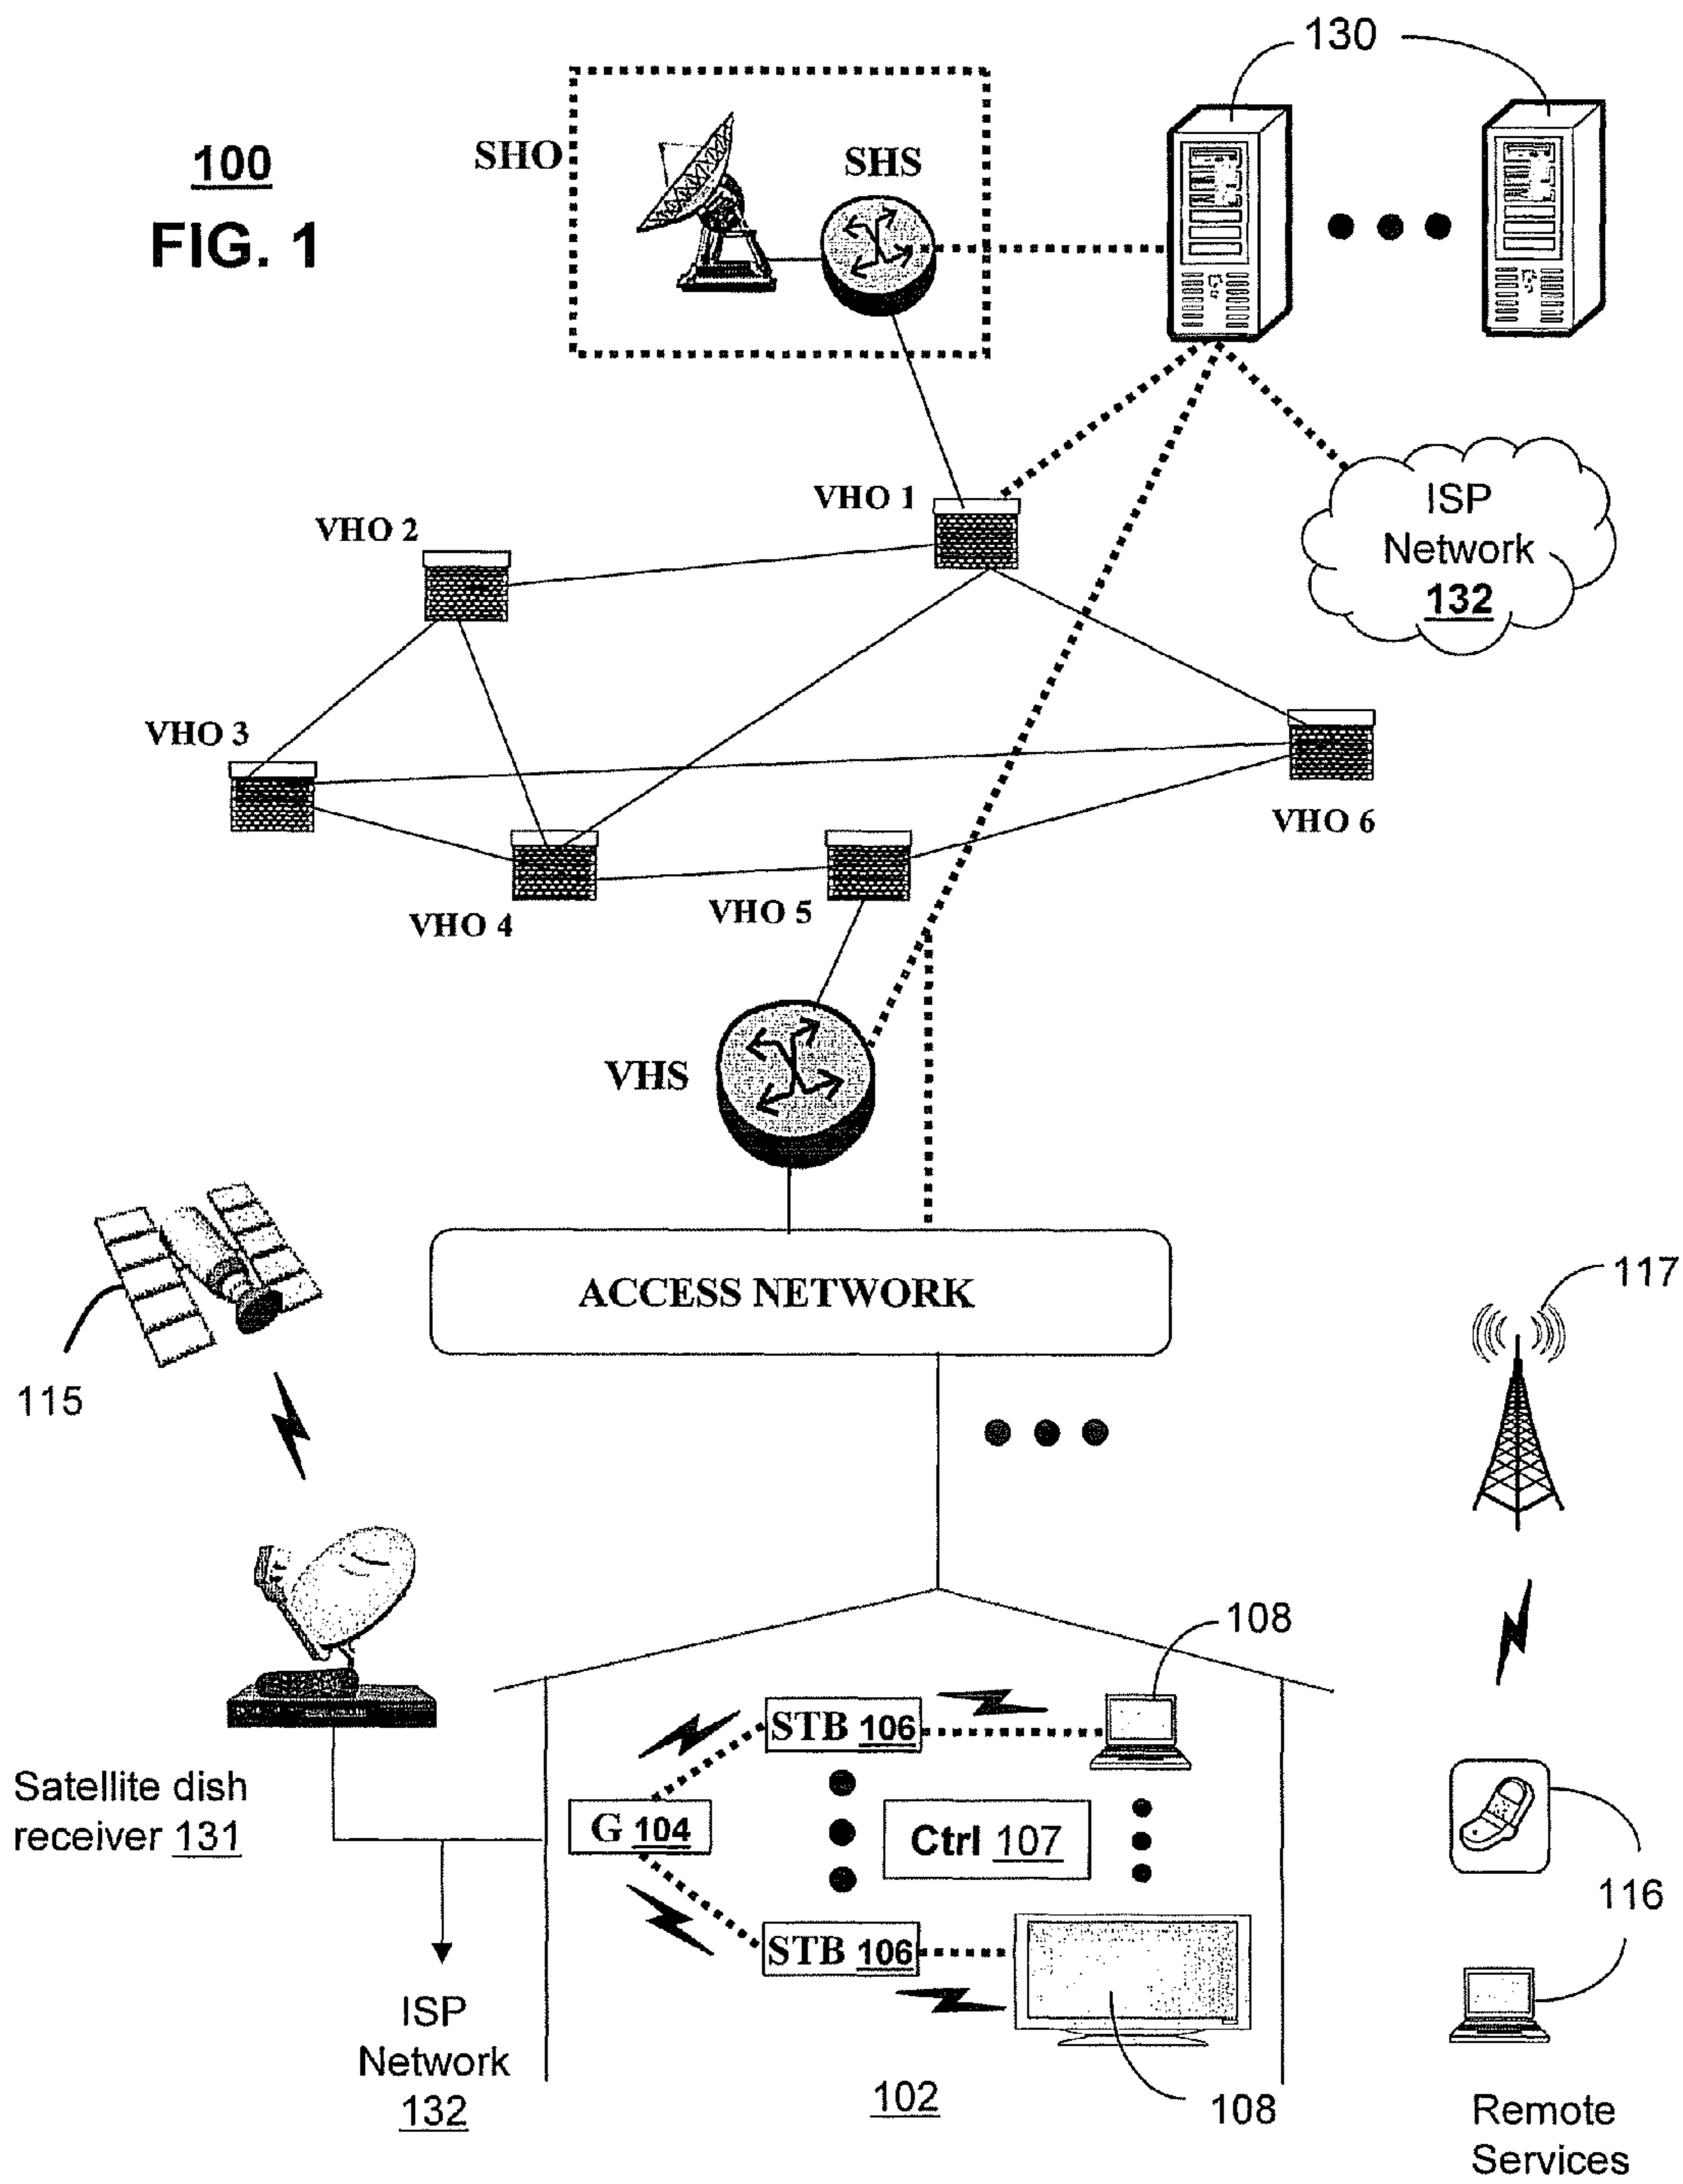 130
100
FIG. 1
SHO
SHS
ISP
Network
132
VHO 1
VHO 2
VHO 3
VHO 6
VHO 4
VHO 5
VHS
ACCESS NETWORK
117
115
108
STB 106
Satellite dish
receiver 131
G 104
Ctrl 107
116
STB 106
ISP
Network
132
102
108
Remote
Services